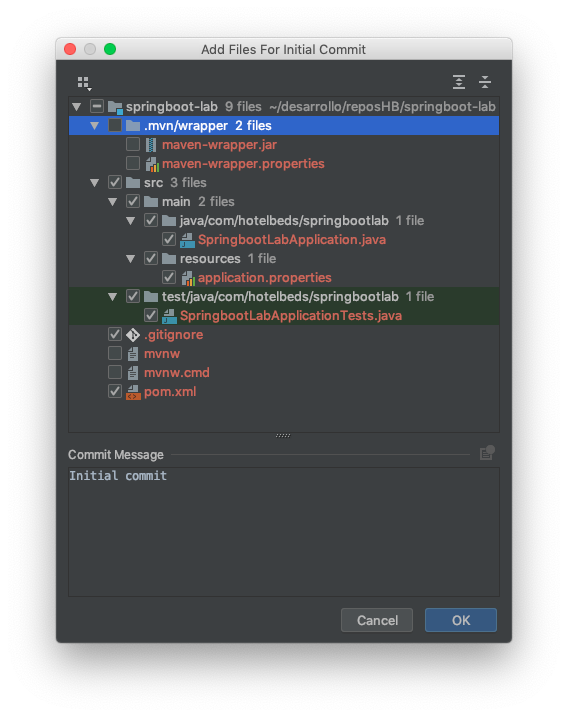 Add Files For Initial Commit
springboot-lab 9 files ~/desarrollo/reposHB/springboot-lab
.mvn/wrapper 2 files
maven-wrapper.jar
maven-wrapper.properties
src 3 files
main 2 files
java/com/hotelbeds/springbootlab 1 file
SpringbootLabApplication.java
resources 1 file
application.properties
test/java/com/hotelbeds/springbootlab 1 file
SpringbootLabApplicationTests.java
.gitignore
mvnw
mvnw.cmd
pom.xml
Commit Message
Initial commit
Cancel
OK